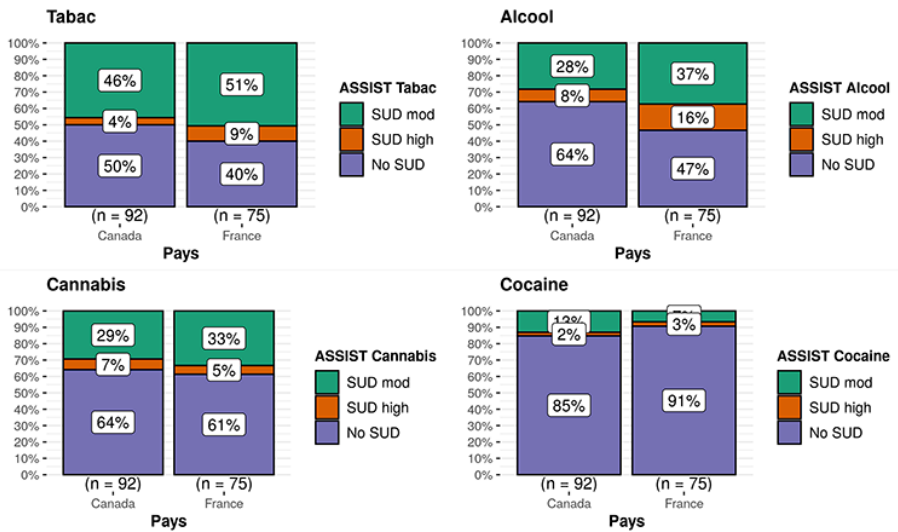 Tabac
100%
90%
80%
70%
60%
50%
40%
30%
20%
10%
0%
46%
4%
50%
51%
9%
40%
(n = 92)
(n = 75)
Canada
France
Pays
ASSIST Tabac
SUD mod
SUD high
No SUD
Alcool
100%
90%
80%
70%
60%
50%
40%
30%
20%
10%
0%
28%
8%
64%
37%
16%
47%
(n = 92)
(n = 75)
Canada
France
Pays
ASSIST Alcool
SUD mod
SUD high
No SUD
Cannabis
100%
90%
80%
70%
60%
50%
40%
30%
20%
10%
0%
29%
7%
64%
33%
5%
61%
(n = 92)
(n = 75)
Canada
France
Pays
ASSIST Cannabis
SUD mod
SUD high
No SUD
Cocaine
100%
90%
80%
70%
60%
50%
40%
30%
20%
10%
0%
13%
2%
85%
3%
91%
(n = 92)
(n = 75)
Canada
France
Pays
ASSIST Cocaine
SUD mod
SUD high
No SUD